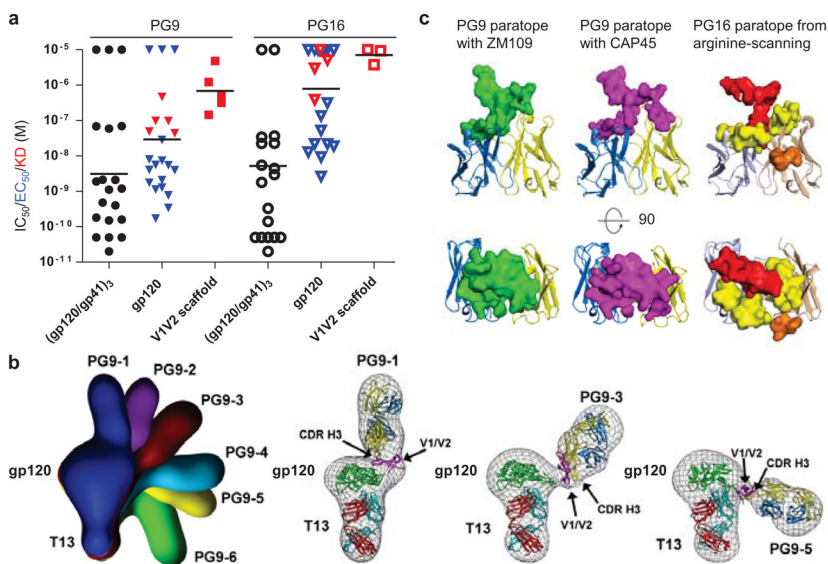 a
PG9
PG16
IC50/EC50/KD (M)
10-5
10-6
10-7
10-8
10-9
10-10
10-11
(gp120/gp41)3
gp120
V1V2 scaffold
(gp120/gp41)3
gp120
V1V2 scaffold
c
PG9 paratope
with ZM109
PG9 paratope
with CAP45
PG16 paratope from
arginine-scanning
90
b
PG9-1
PG9-2
PG9-3
PG9-4
PG9-5
PG9-6
gp120
T13
PG9-1
CDR H3
V1/V2
gp120
T13
PG9-3
gp120
V1/V2
CDR H3
T13
gp120
V1/V2
CDR H3
T13
PG9-5